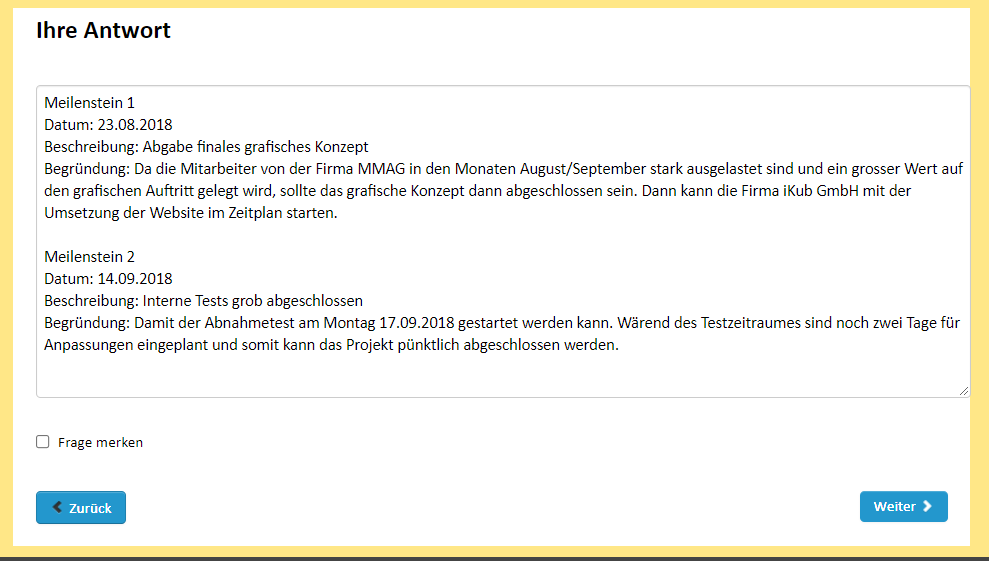 Ihre Antwort
Meilenstein 1
Datum: 23.08.2018
Beschreibung: Abgabe finales grafisches Konzept
Begründung: Da die Mitarbeiter von der Firma MMAG in den Monaten August/September stark ausgelastet sind und ein grosser Wert auf
den grafischen Auftritt gelegt wird, sollte das grafische Konzept dann abgeschlossen sein. Dann kann die Firma iKub GmbH mit der
Umsetzung der Website im Zeitplan starten.
Meilenstein 2
Datum: 14.09.2018
Beschreibung: Interne Tests grob abgeschlossen
Begründung: Damit der Abnahmetest am Montag 17.09.2018 gestartet werden kann. Wärend des Testzeitraumes sind noch zwei Tage für
Anpassungen eingeplant und somit kann das Projekt pünktlich abgeschlossen werden.
Frage merken
Zurück
Weiter